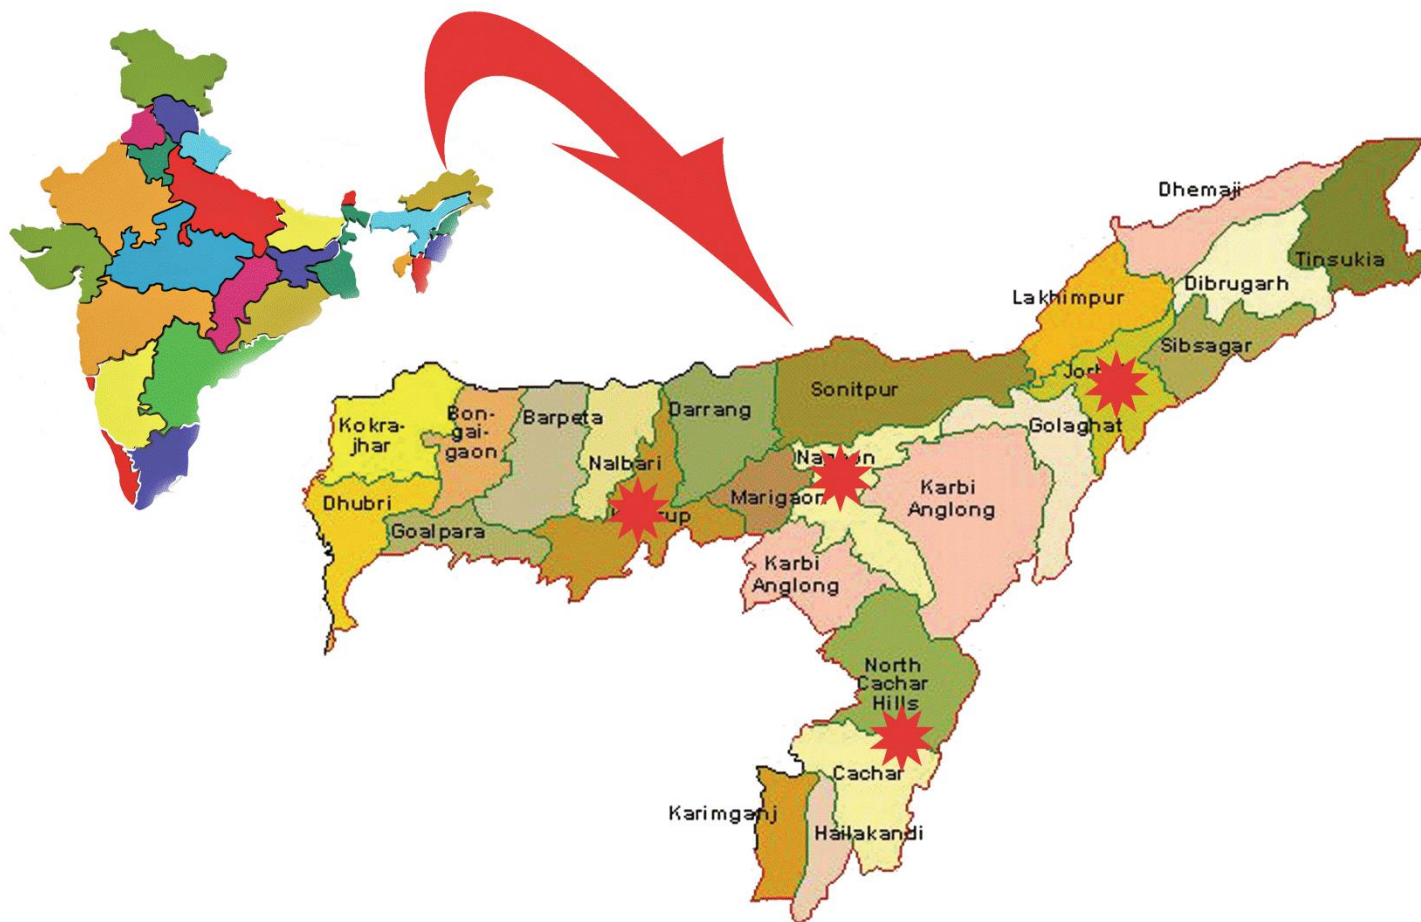 Dhemaji
Tinsukia
Dibrugarh
Lakhimpur
Sibsagar
Sonitpur
Darrang
Barpeta
Bon-
gai-
gaon
Kokra-
jhar
Golaghat
Nalbari
Marigaon
Karbi
Anglong
Dhubri
Goalpara
Karbi
Anglong
North
Cachar
Hills
Cachar
Karimganj
Hailakandi